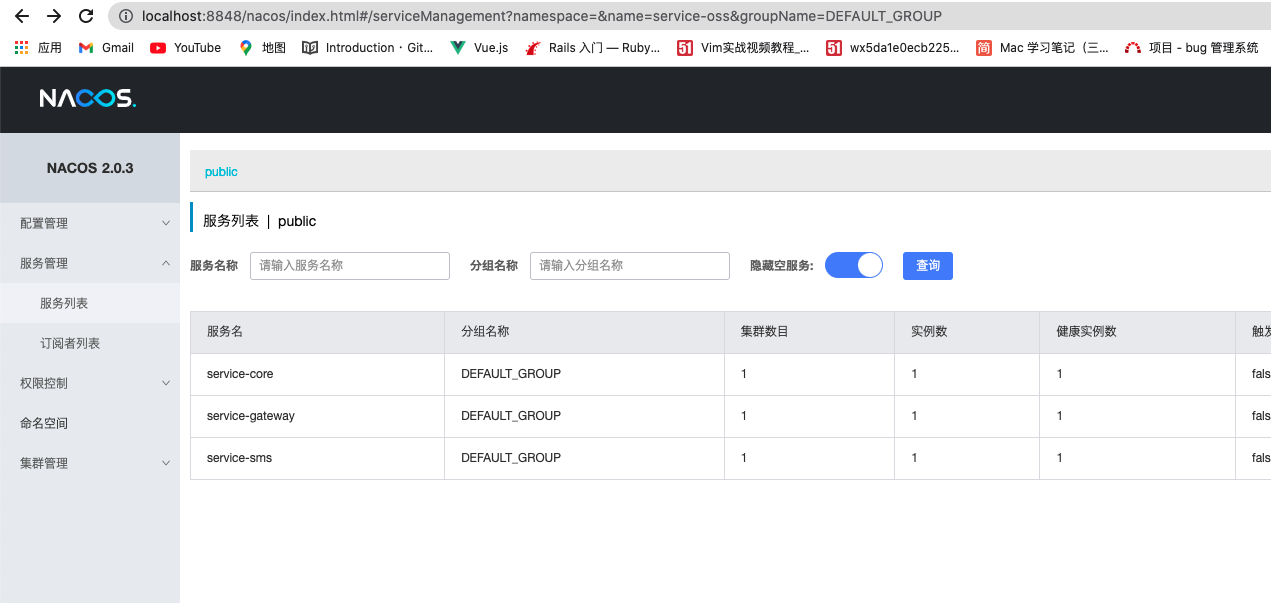 localhost:8848/nacos/index.html#/serviceManagement?namespace=&name=service-oss&groupName=DEFAULT_GROUP
应用 Gmail YouTube 地图 Introduction · Git... Vue.js Rails 入门 — Ruby... 51 Vim实战视频教程_... 51 wx5da1e0ecb225... 简 Mac 学习笔记（三... 项目 - bug 管理系统
NACOS.
NACOS 2.0.3
public
配置管理
服务列表 | public
服务管理
服务名称 请输入服务名称 分组名称 请输入分组名称 隐藏空服务: 查询
服务列表
订阅者列表
权限控制
命名空间
集群管理
服务名 分组名称 集群数目 实例数 健康实例数 触发
service-core DEFAULT_GROUP 1 1 1 fals
service-gateway DEFAULT_GROUP 1 1 1 fals
service-sms DEFAULT_GROUP 1 1 1 fals